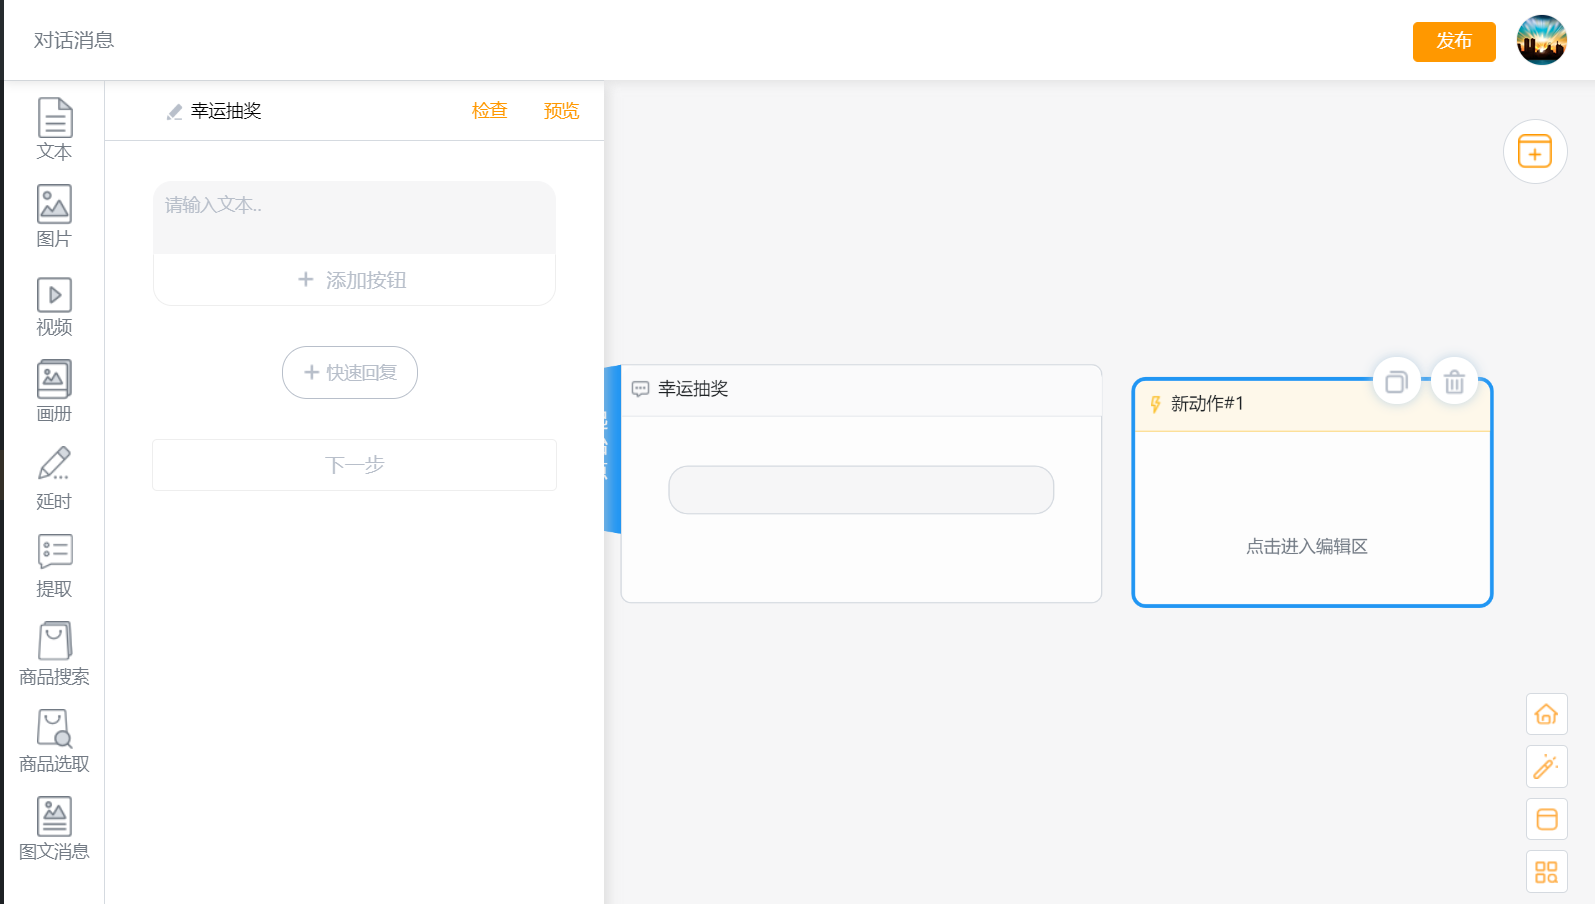 对话消息
发布
文本
图片
视频
画册
延时
提取
商品搜索
商品选取
图文消息
幸运抽奖
检查
预览
请输入文本..
添加按钮
快速回复
下一步
幸运抽奖
新动作#1
点击进入编辑区